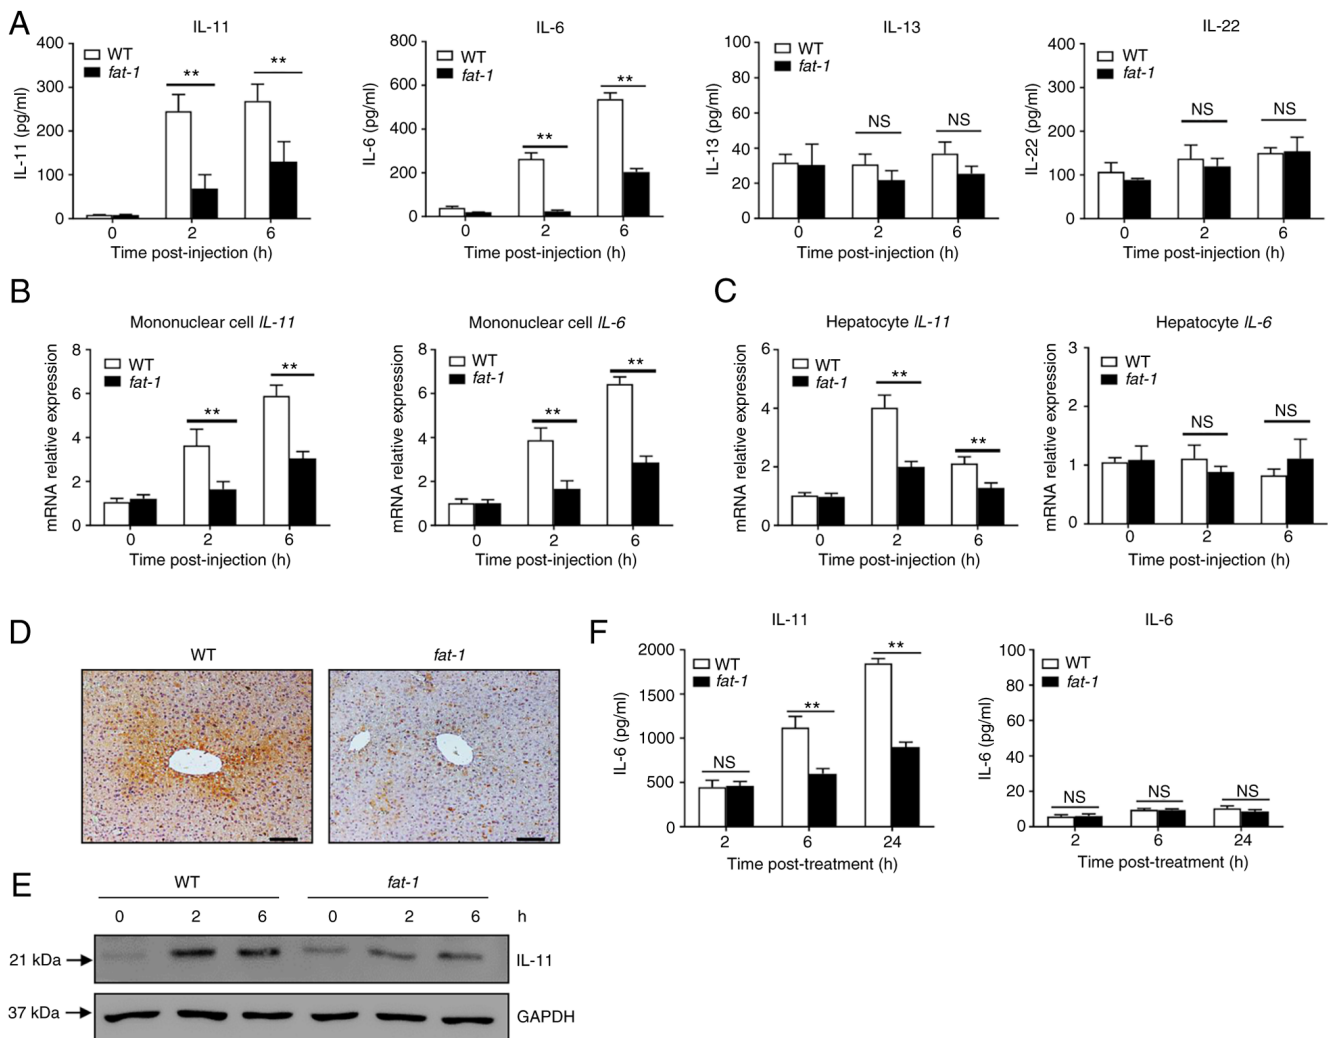 A
IL-11
IL-11 (pg/ml)
400
300
200
100
0
WT
fat-1
**
**
0 2 6
Time post-injection (h)
IL-6
IL-6 (pg/ml)
800
600
400
200
0
WT
fat-1
**
**
0 2 6
Time post-injection (h)
IL-13
IL-13 (pg/ml)
100
80
60
40
20
0
WT
fat-1
NS
NS
0 2 6
Time post-injection (h)
IL-22
IL-22 (pg/ml)
400
300
200
100
0
WT
fat-1
NS
NS
0 2 6
Time post-injection (h)
B
Mononuclear cell IL-11
mRNA relative expression
8
6
4
2
0
WT
fat-1
**
**
0 2 6
Time post-injection (h)
Mononuclear cell IL-6
mRNA relative expression
8
6
4
2
0
WT
fat-1
**
**
0 2 6
Time post-injection (h)
C
Hepatocyte IL-11
mRNA relative expression
6
4
2
0
WT
fat-1
**
**
0 2 6
Time post-injection (h)
Hepatocyte IL-6
mRNA relative expression
3
2
1
0
WT
fat-1
NS
NS
0 2 6
Time post-injection (h)
D
WT
fat-1
E
WT fat-1
0 2 6 0 2 6 h
21 kDa IL-11
37 kDa GAPDH
F
IL-11
IL-6 (pg/ml)
2000
1500
1000
500
0
WT
fat-1
NS
**
**
2 6 24
Time post-treatment (h)
IL-6
IL-6 (pg/ml)
100
80
60
40
20
0
WT
fat-1
NS
NS
NS
2 6 24
Time post-treatment (h)